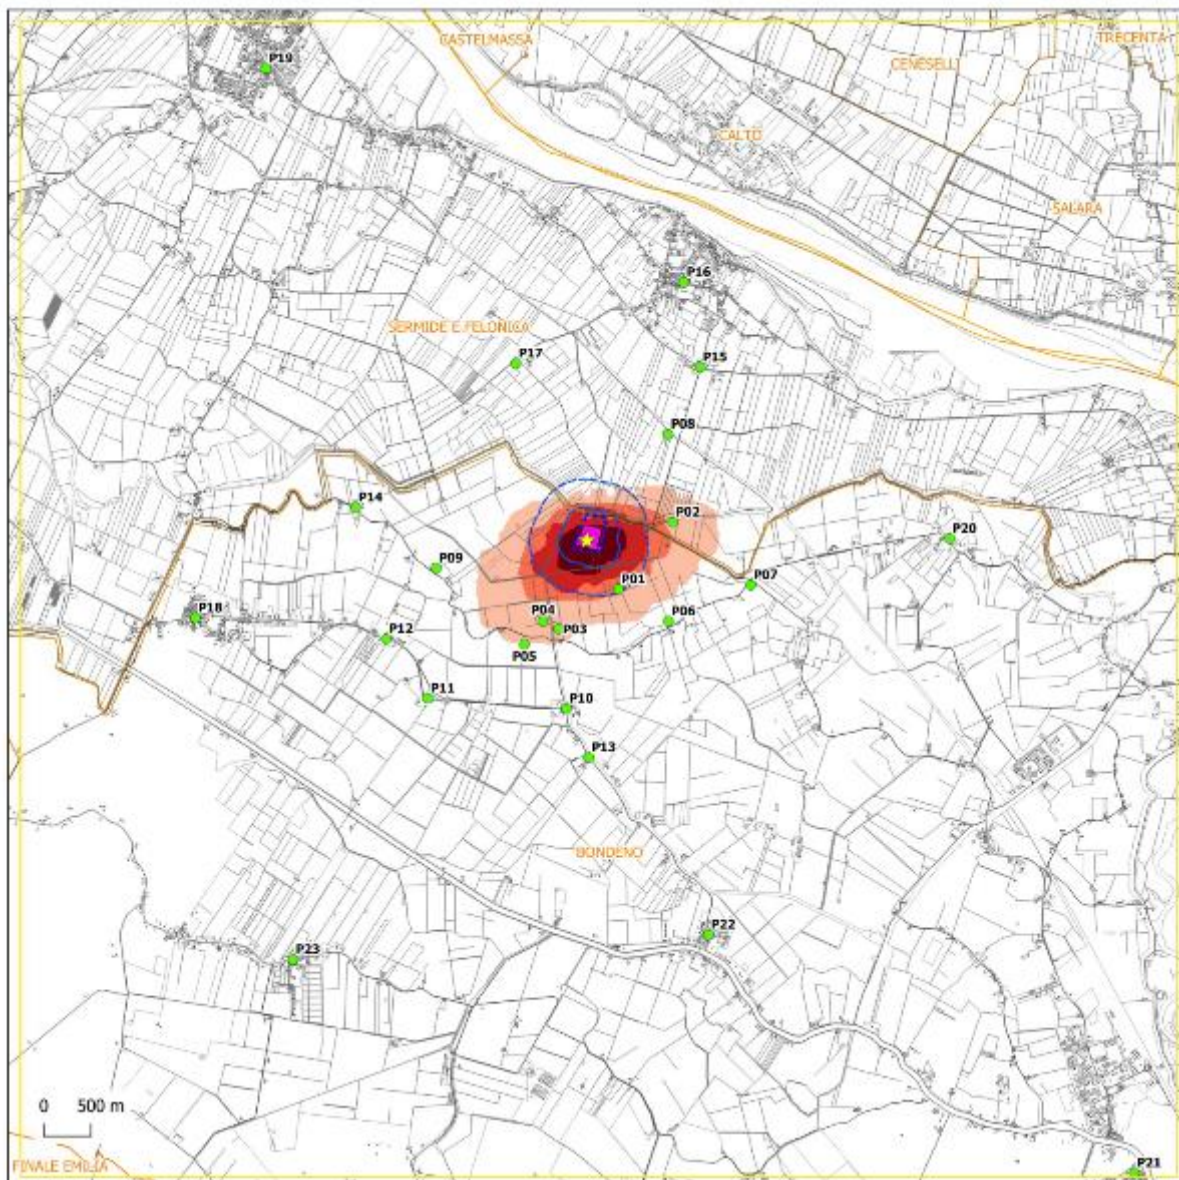 CASTELMASSA
TRECENTA
P19
CENESELLI
CALTO
SALARA
P16
SERMIDE E FELONICA
P17
P15
P08
P14
P02
P20
P09
P01
P07
P18
P04
P06
P12
P03
P05
P11
P10
P13
BONDENO
P22
P23
0 500 m
FINALE EMILIA
P21